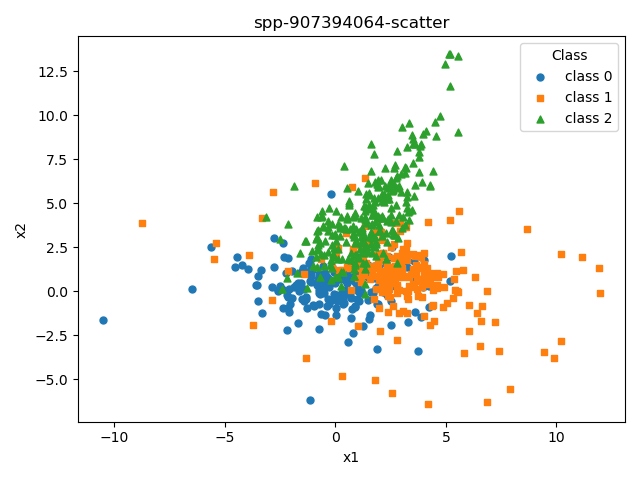 spp-907394064-scatter
Class
class 0
class 1
class 2
12.5
10.0
7.5
5.0
2.5
0.0
−2.5
−5.0
x2
−10
−5
0
5
10
x1